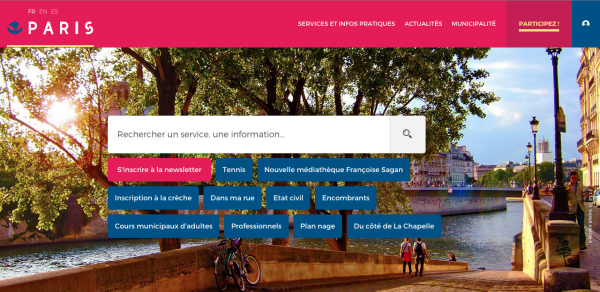 FR EN ES
PARIS
SERVICES ET INFOS PRATIQUES ACTUALITÉS MUNICIPALITÉ PARTICIPEZ !
Rechercher un service, une information...
S'inscrire à la newsletter Tennis Nouvelle médiathèque Françoise Sagan
Inscription à la crèche Dans ma rue Etat civil Encombrants
Cours municipaux d'adultes Professionnels Plan nage Du côté de La Chapelle